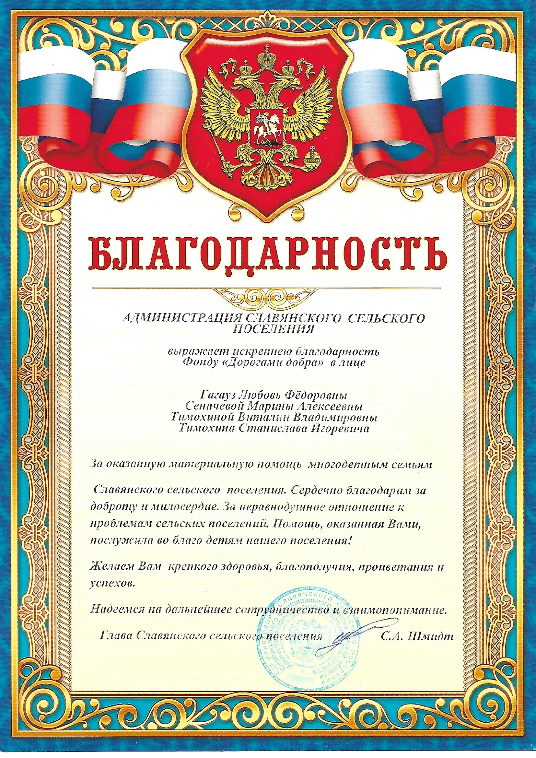 БЛАГОДАРНОСТЬ
АДМИНИСТРАЦИЯ СЛАВЯНСКОГО СЕЛЬСКОГО
ПОСЕЛЕНИЯ
выражает искреннею благодарность
Фонду «Дорогами добра» в лице
Гагауз Любовь Фёдоровны
Сеначевой Марины Алексеевны
Тимохиной Виталии Владимировны
Тимохина Станислава Игоревича
За оказанную материальную помощь многодетным семьям
Славянского сельского поселения. Сердечно благодарим за
доброту и милосердие. За неравнодушное отношение к
проблемам сельских поселений. Помощь, оказанная Вами,
послужила во благо детям нашего поселения!
Желаем Вам крепкого здоровья, благополучия, процветания и
успехов.
Надеемся на дальнейшее сотрудничество и взаимопонимание.
Глава Славянского сельского поселения С.А. Шмидт